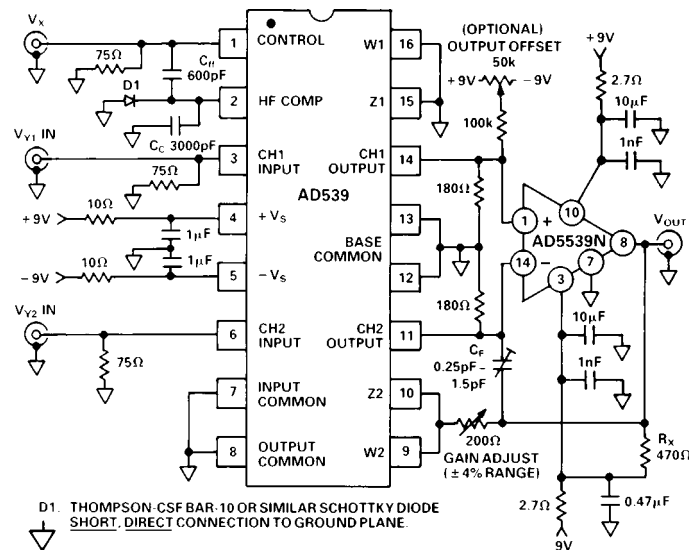 VX
75Ω
Cff
600pF
D1
CC 3000pF
VY1 IN
75Ω
+9V
10Ω
1µF
1µF
-9V
10Ω
VY2 IN
75Ω
1
CONTROL
2
HF COMP
3
CH1
INPUT
AD539
4
+VS
5
-VS
6
CH2
INPUT
7
INPUT
COMMON
8
OUTPUT
COMMON
W1
16
Z1
15
CH1
OUTPUT
14
13
BASE
COMMON
12
CH2
OUTPUT
11
Z2
10
W2
9
(OPTIONAL)
OUTPUT OFFSET
50k
+9V
-9V
100k
180Ω
180Ω
CF
0.25pF -
1.5pF
200Ω
GAIN ADJUST
(±4% RANGE)
+9V
2.7Ω
10µF
1nF
1
+
10
AD5539N
8
VOUT
14
-
3
7
10µF
1nF
RX
470Ω
2.7Ω
0.47µF
9V
D1. THOMPSON-CSF BAR-10 OR SIMILAR SCHOTTKY DIODE
SHORT, DIRECT CONNECTION TO GROUND PLANE.